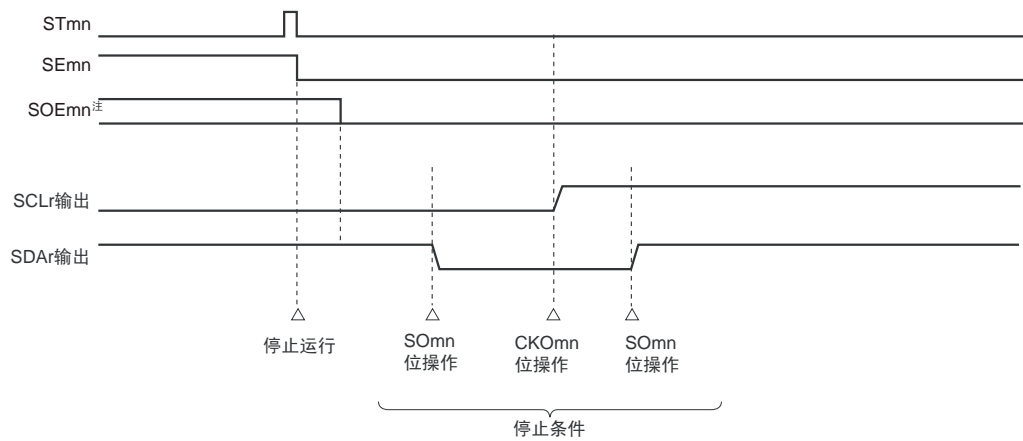 STmn
SEmn
SOEmn注
SCLr输出
SDAr输出
停止运行
SOmn
位操作
CKOmn
位操作
SOmn
位操作
停止条件